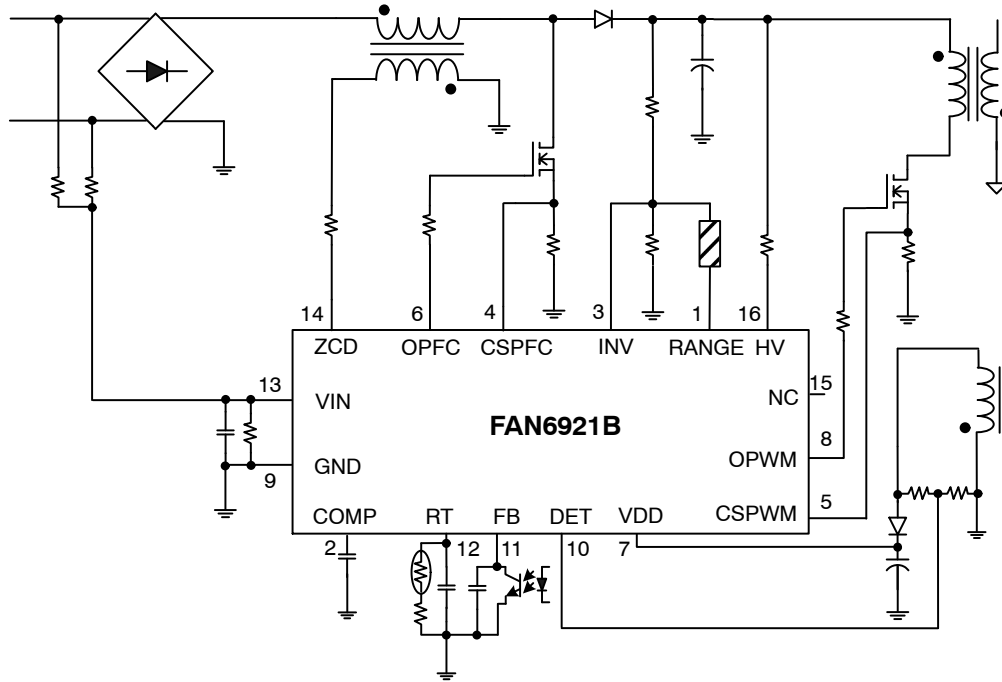 14 6 4 3 1 16
ZCD OPFC CSPFC INV RANGE HV
13 VIN
NC 15
FAN6921B
8
OPWM
GND
9
CSPWM 5
COMP RT FB DET VDD
2 12 11 10 7